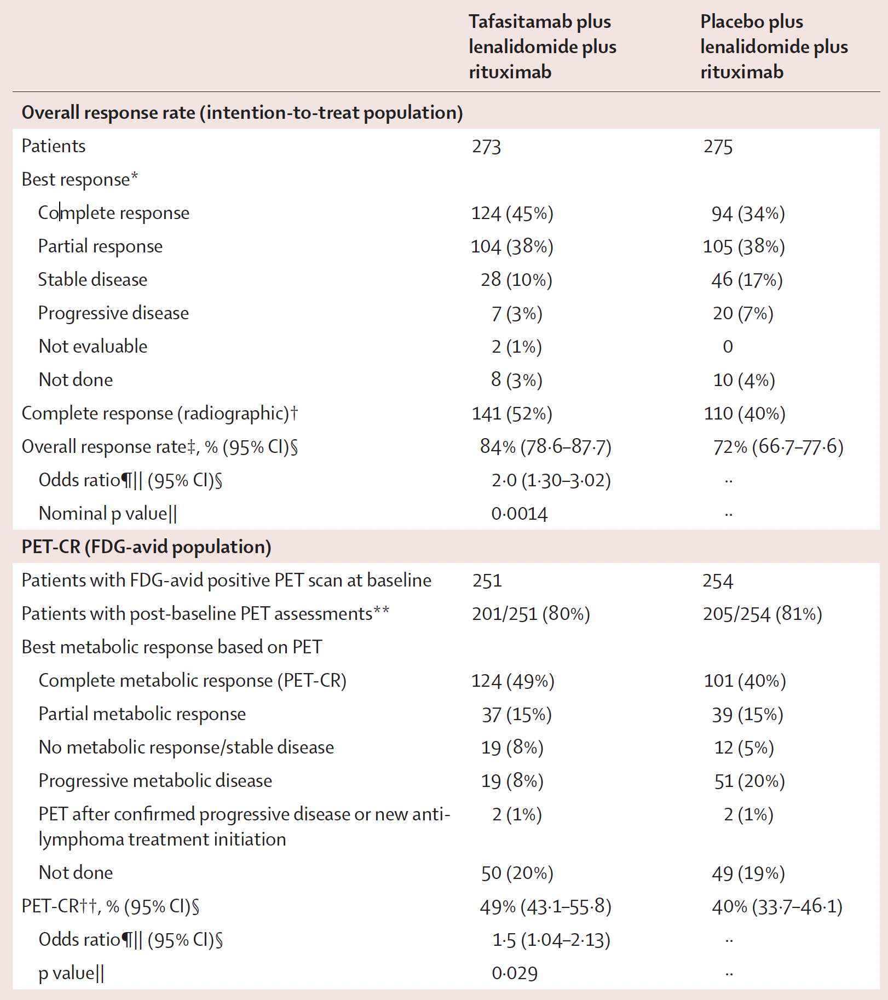 Tafasitamab plus lenalidomide plus rituximab Placebo plus lenalidomide plus rituximab
Overall response rate (intention-to-treat population)
Patients 273 275
Best response*
Complete response 124 (45%) 94 (34%)
Partial response 104 (38%) 105 (38%)
Stable disease 28 (10%) 46 (17%)
Progressive disease 7 (3%) 20 (7%)
Not evaluable 2 (1%) 0
Not done 8 (3%) 10 (4%)
Complete response (radiographic)† 141 (52%) 110 (40%)
Overall response rate‡, % (95% CI)§ 84% (78·6–87·7) 72% (66·7–77·6)
Odds ratio¶|| (95% CI)§ 2·0 (1·30–3·02) ··
Nominal p value|| 0·0014 ··
PET-CR (FDG-avid population)
Patients with FDG-avid positive PET scan at baseline 251 254
Patients with post-baseline PET assessments** 201/251 (80%) 205/254 (81%)
Best metabolic response based on PET
Complete metabolic response (PET-CR) 124 (49%) 101 (40%)
Partial metabolic response 37 (15%) 39 (15%)
No metabolic response/stable disease 19 (8%) 12 (5%)
Progressive metabolic disease 19 (8%) 51 (20%)
PET after confirmed progressive disease or new anti- 2 (1%) 2 (1%)
lymphoma treatment initiation
Not done 50 (20%) 49 (19%)
PET-CR††, % (95% CI)§ 49% (43·1–55·8) 40% (33·7–46·1)
Odds ratio¶|| (95% CI)§ 1·5 (1·04–2·13) ··
p value|| 0·029 ··